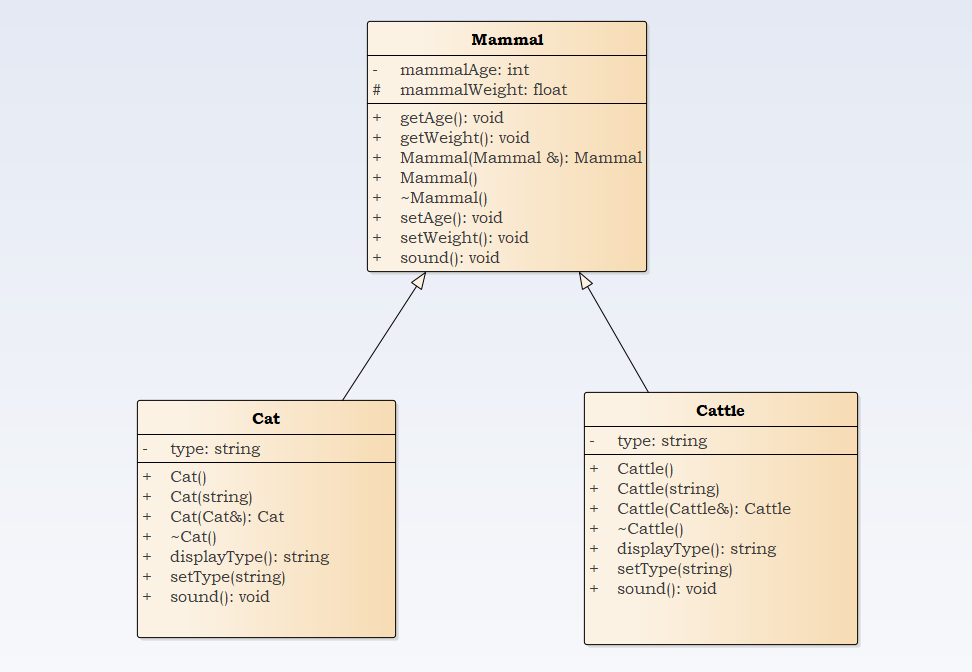 Mammal
- mammalAge: int
# mammalWeight: float
+ getAge(): void
+ getWeight(): void
+ Mammal(Mammal &): Mammal
+ Mammal()
+ ~Mammal()
+ setAge(): void
+ setWeight(): void
+ sound(): void
Cat
- type: string
+ Cat()
+ Cat(string)
+ Cat(Cat&): Cat
+ ~Cat()
+ displayType(): string
+ setType(string)
+ sound(): void
Cattle
- type: string
+ Cattle()
+ Cattle(string)
+ Cattle(Cattle&): Cattle
+ ~Cattle()
+ displayType(): string
+ setType(string)
+ sound(): void